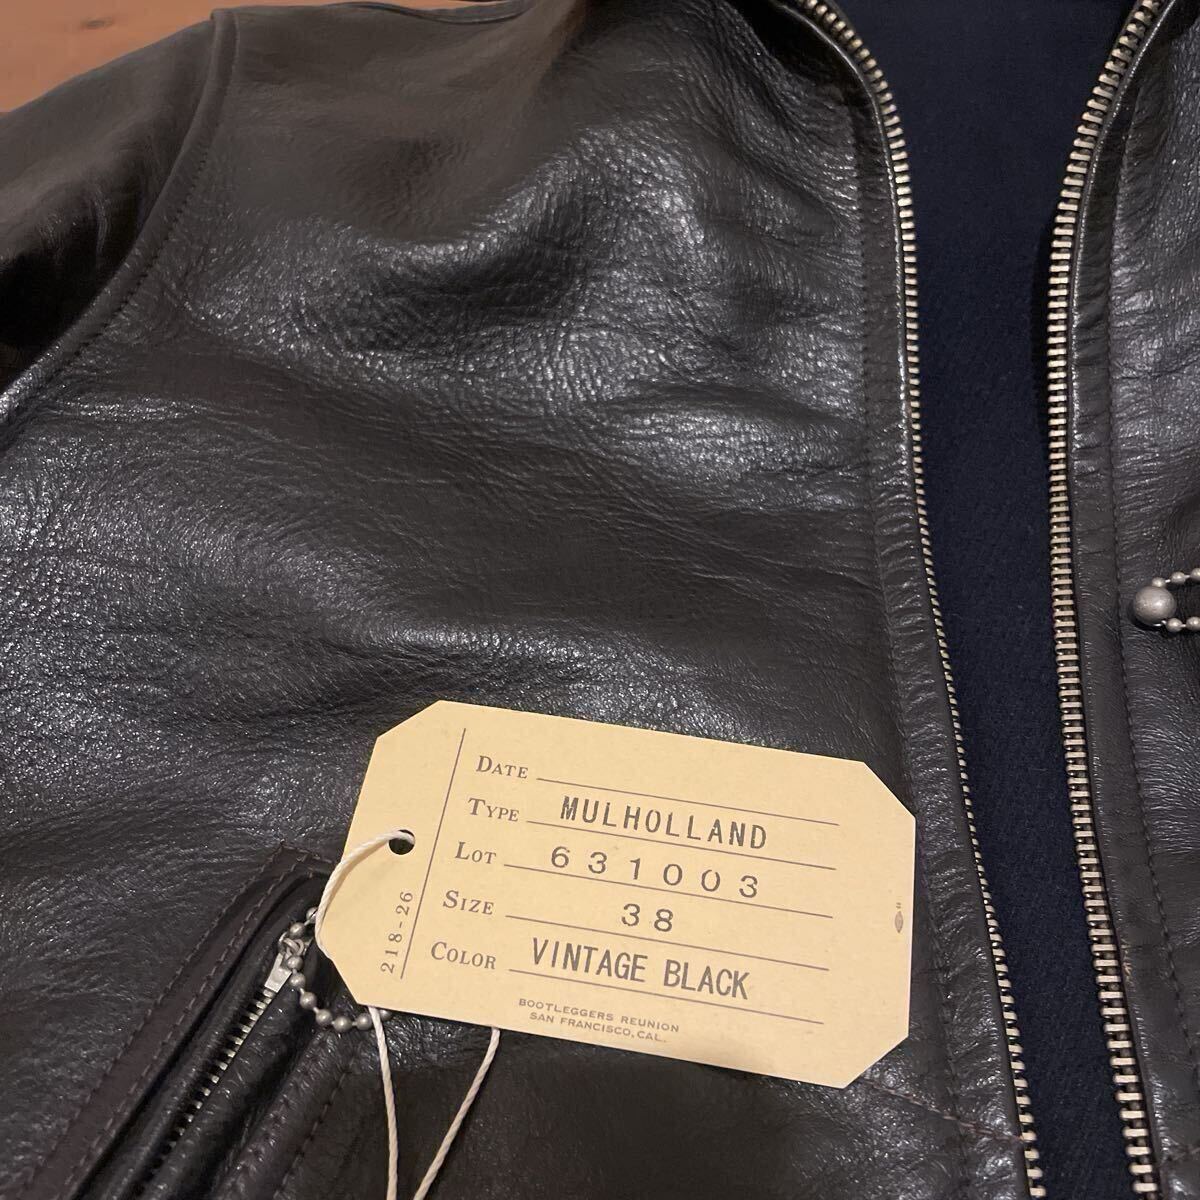 DATE
TYPE MULHOLLAND
LOT 631003
SIZE 38
COLOR VINTAGE BLACK
218-26
BOOTLEGGERS REUNION
SAN FRANCISCO, CAL.